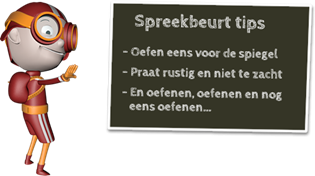 Spreekbeurt tips
- Oefen eens voor de spiegel
- Praat rustig en niet te zacht
- En oefenen, oefenen en nog
eens oefenen...